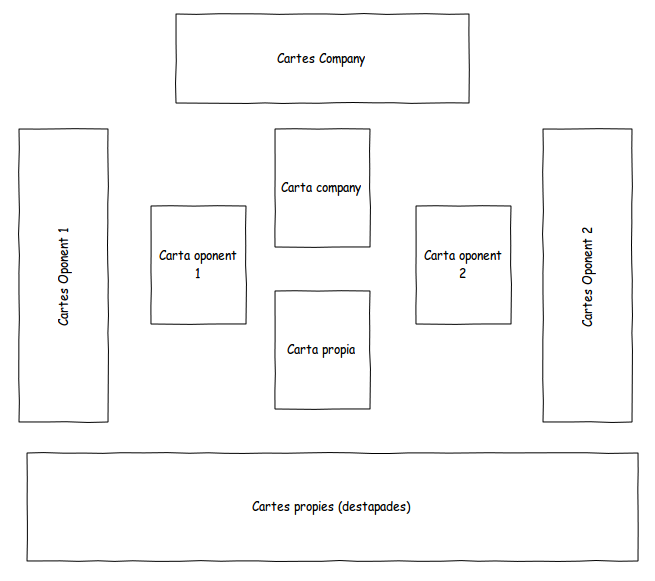 Cartes Company
Carta company
Cartes Oponent 1
Carta oponent
1
Carta oponent
2
Cartes Oponent 2
Carta propia
Cartes propies (destapades)